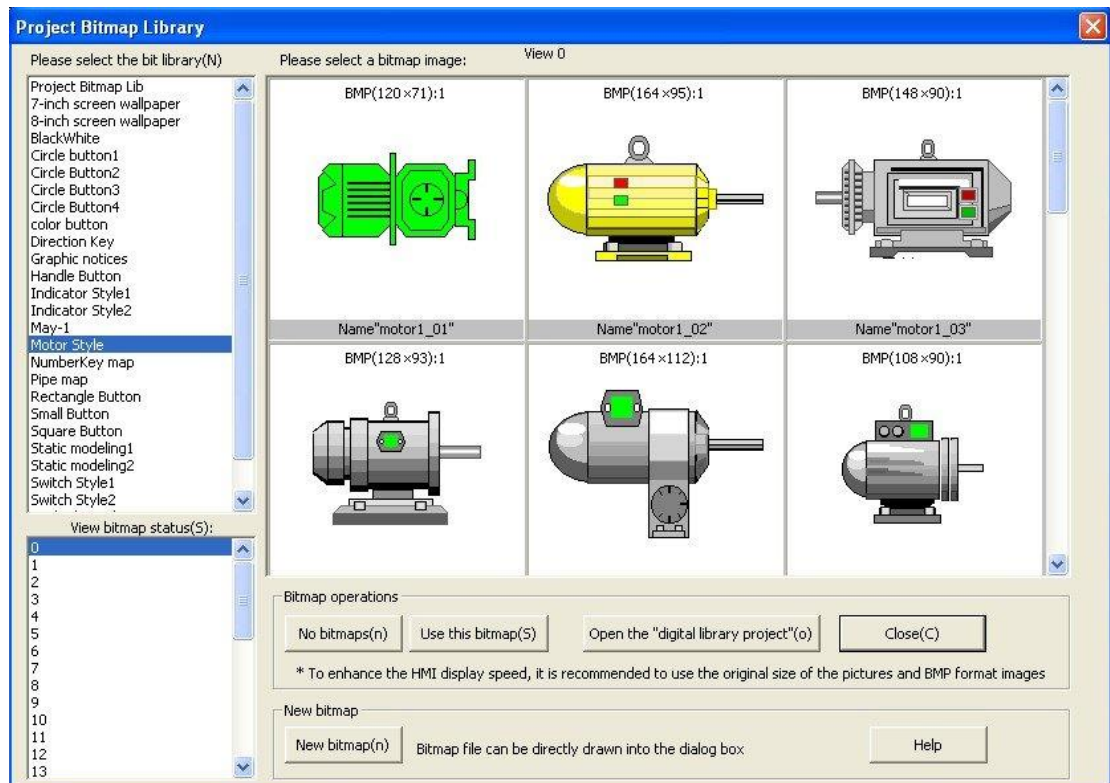 Project Bitmap Library
Please select the bit library(N)
Project Bitmap Lib
7-inch screen wallpaper
8-inch screen wallpaper
BlackWhite
Circle button1
Circle Button2
Circle Button3
Circle Button4
color button
Direction Key
Graphic notices
Handle Button
Indicator Style1
Indicator Style2
May-1
Motor Style
NumberKey map
Pipe map
Rectangle Button
Small Button
Square Button
Static modeling1
Static modeling2
Switch Style1
Switch Style2
View bitmap status(S):
0
1
2
3
4
5
6
7
8
9
10
11
12
13
Please select a bitmap image:
View 0
BMP(120×71):1
BMP(164×95):1
BMP(148×90):1
Name"motor1_01"
Name"motor1_02"
Name"motor1_03"
BMP(128×93):1
BMP(164×112):1
BMP(108×90):1
Bitmap operations
No bitmaps(n)
Use this bitmap(S)
Open the "digital library project"(o)
Close(C)
* To enhance the HMI display speed, it is recommended to use the original size of the pictures and BMP format images
New bitmap
New bitmap(n)
Bitmap file can be directly drawn into the dialog box
Help